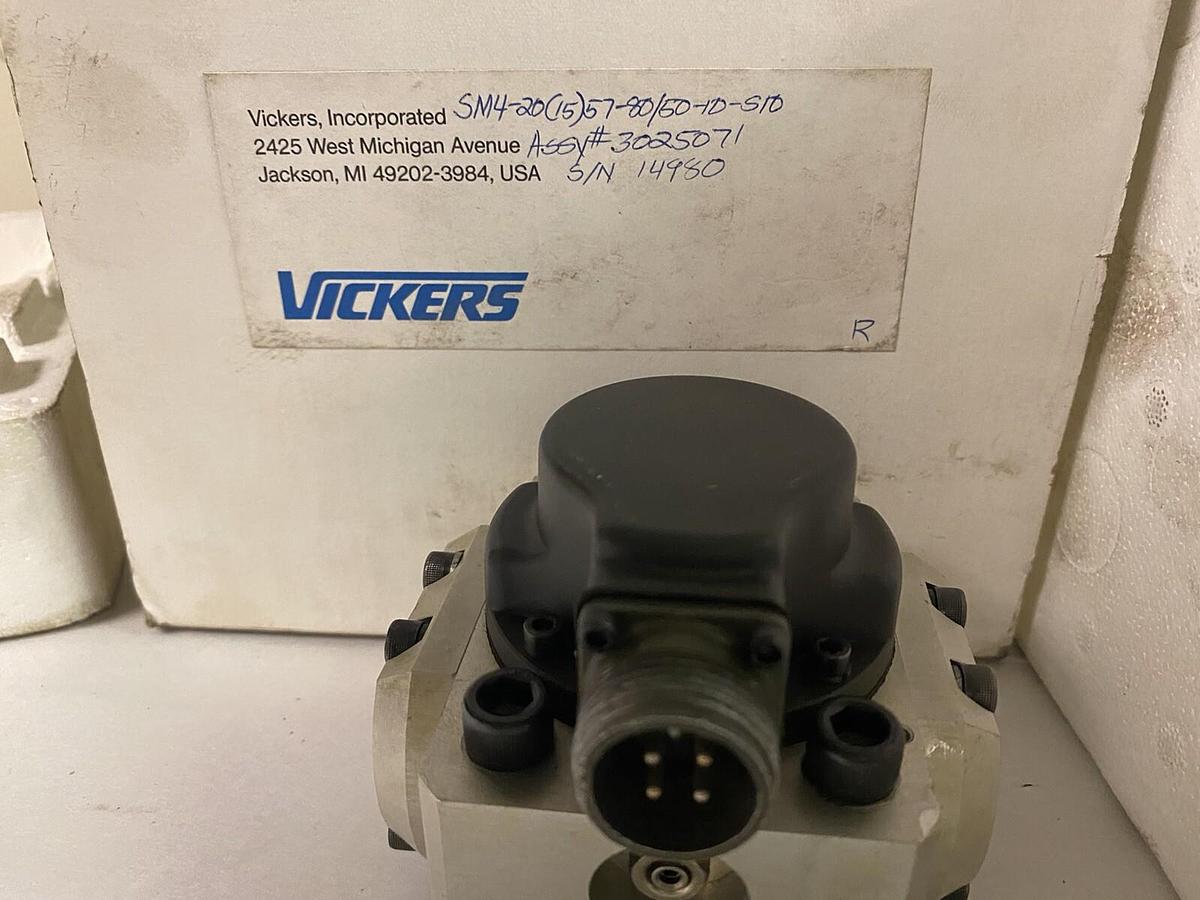 Vickers, Incorporated SM4-20(15)57-80/50-10-S10
2425 West Michigan Avenue Assy# 3025071
Jackson, MI 49202-3984, USA S/N 14980
VICKERS
R